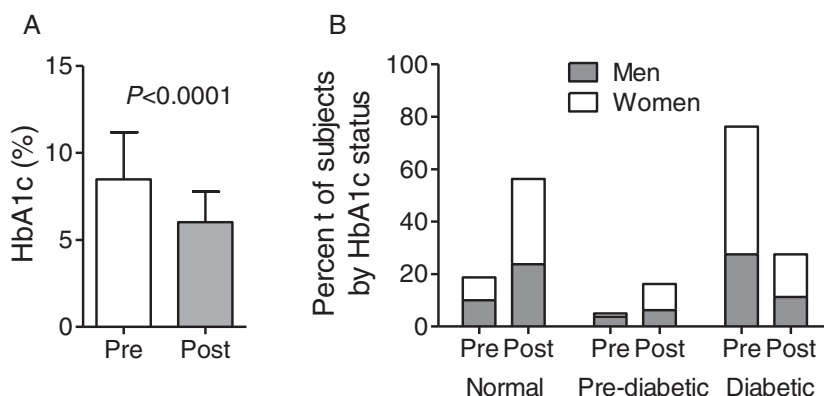 A
HbA1c (%)
15
10
5
0
P<0.0001
Pre Post
B
Percent of subjects
by HbA1c status
100
80
60
40
20
0
Men
Women
Pre Post Pre Post Pre Post
Normal Pre-diabetic Diabetic